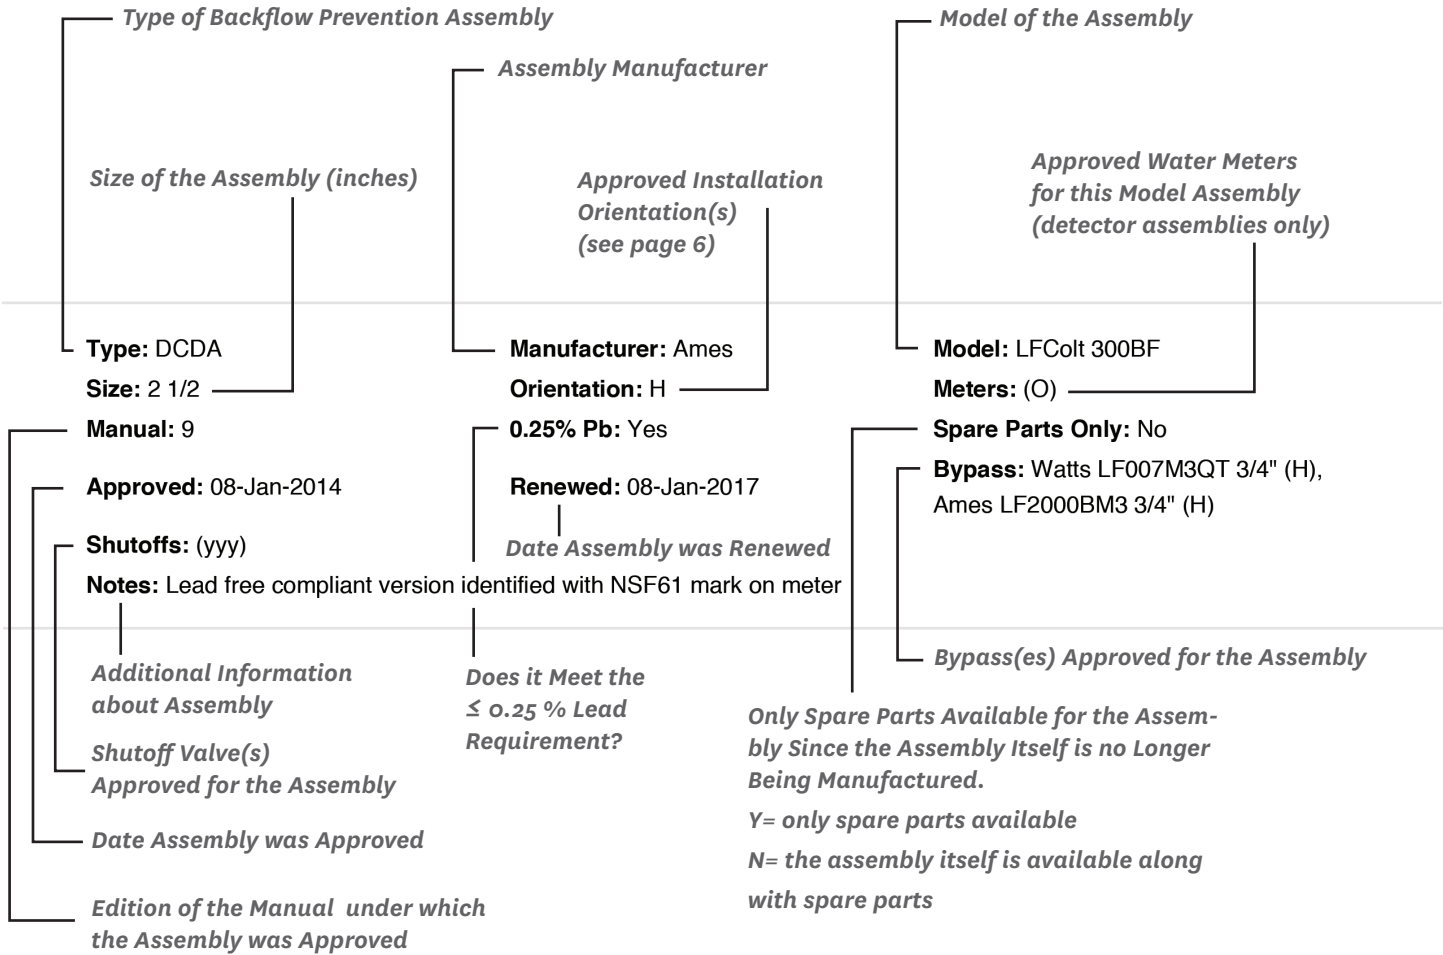 Type of Backflow Prevention Assembly
Model of the Assembly
Assembly Manufacturer
Size of the Assembly (inches)
Approved Installation
Orientation(s)
(see page 6)
Approved Water Meters
for this Model Assembly
(detector assemblies only)
Type: DCDA
Manufacturer: Ames
Model: LFColt 300BF
Size: 2 1/2
Orientation: H
Meters: (O)
Manual: 9
0.25% Pb: Yes
Spare Parts Only: No
Bypass: Watts LF007M3QT 3/4" (H),
Ames LF2000BM3 3/4" (H)
Approved: 08-Jan-2014
Renewed: 08-Jan-2017
Shutoffs: (yyy)
Date Assembly was Renewed
Notes: Lead free compliant version identified with NSF61 mark on meter
Additional Information
about Assembly
Does it Meet the
≤ 0.25 % Lead
Requirement?
Bypass(es) Approved for the Assembly
Only Spare Parts Available for the Assem-
bly Since the Assembly Itself is no Longer
Being Manufactured.
Y= only spare parts available
N= the assembly itself is available along
with spare parts
Shutoff Valve(s)
Approved for the Assembly
Date Assembly was Approved
Edition of the Manual  under which
the Assembly was Approved